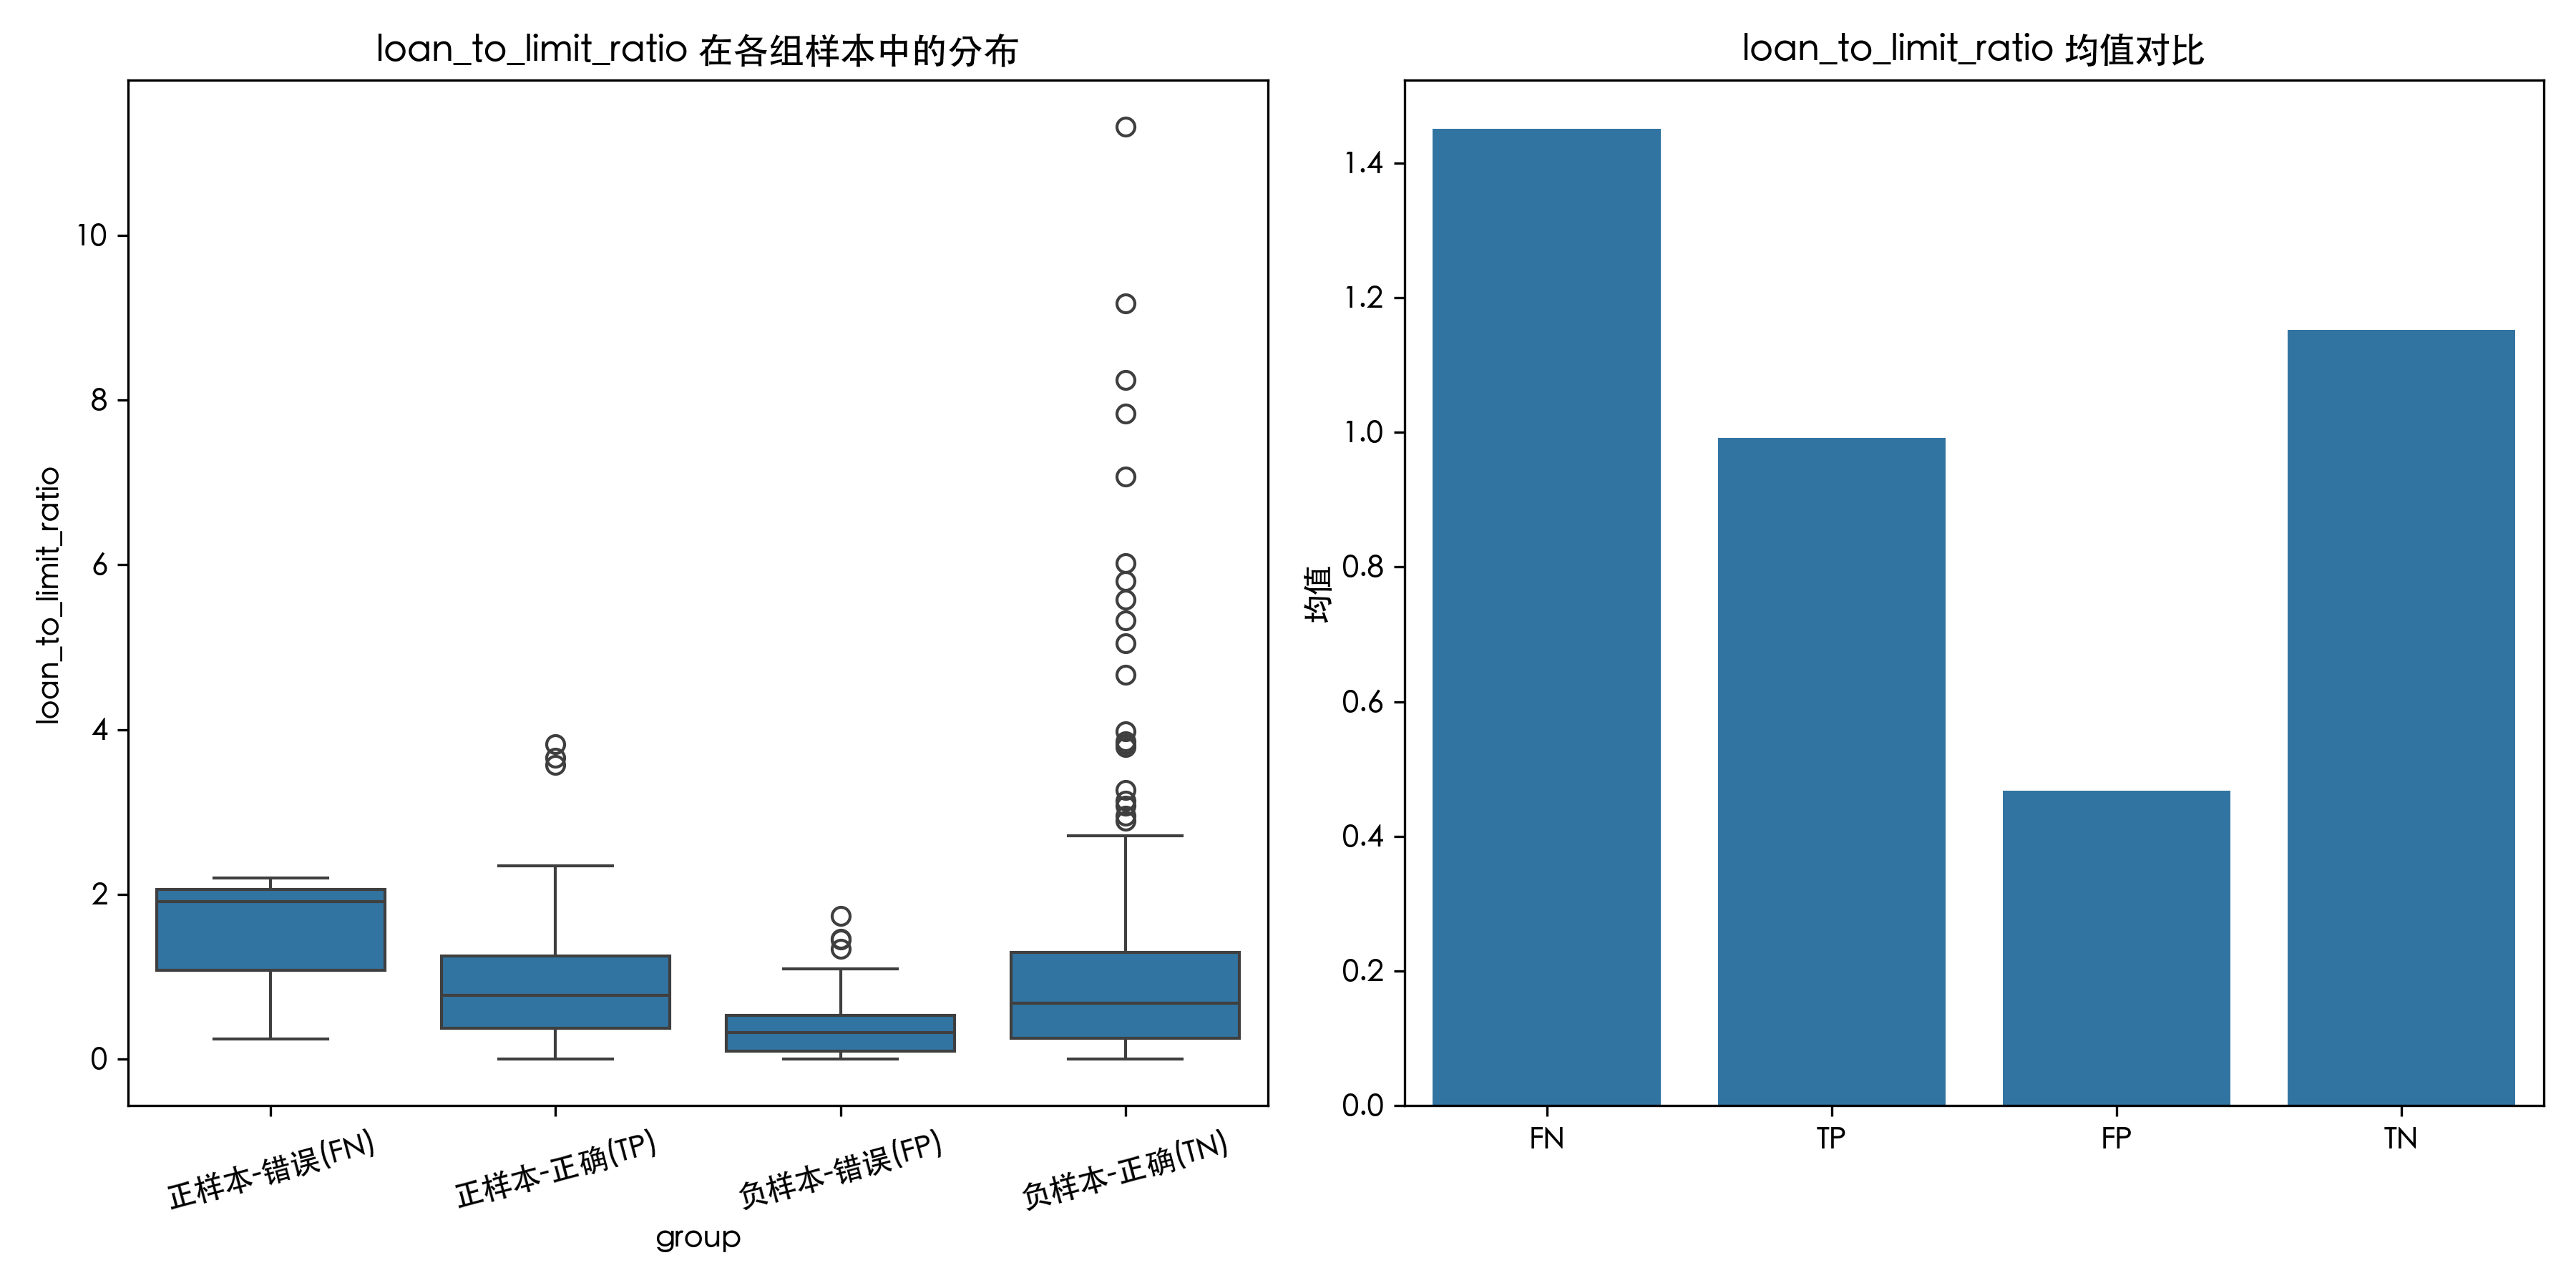 loan_to_limit_ratio 在各组样本中的分布
loan_to_limit_ratio
10
8
6
4
2
0
正样本-错误(FN)
正样本-正确(TP)
负样本-错误(FP)
负样本-正确(TN)
group
loan_to_limit_ratio 均值对比
均值
1.4
1.2
1.0
0.8
0.6
0.4
0.2
0.0
FN
TP
FP
TN